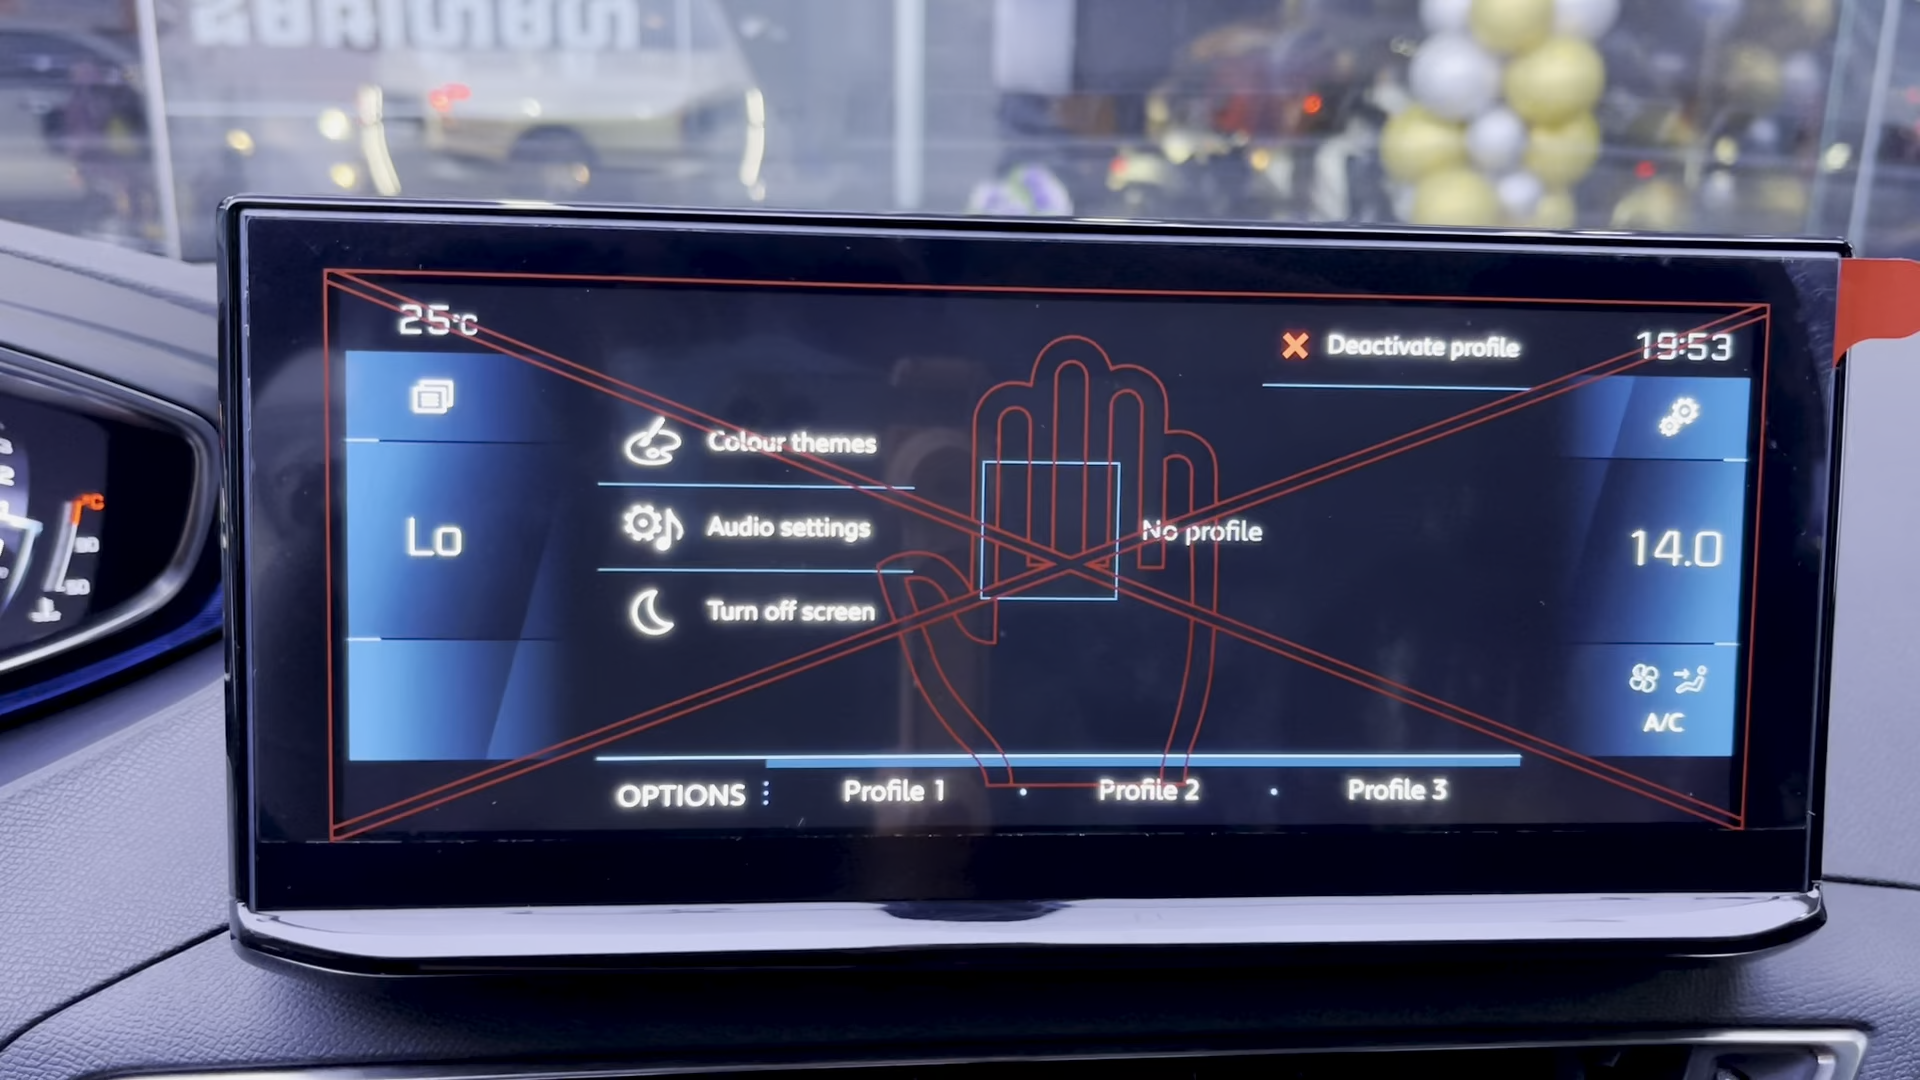 25°C
Deactivate profile
19:53
Colour themes
Lo
Audio settings
No profile
14.0
Turn off screen
A/C
OPTIONS
Profile 1
Profile 2
Profile 3